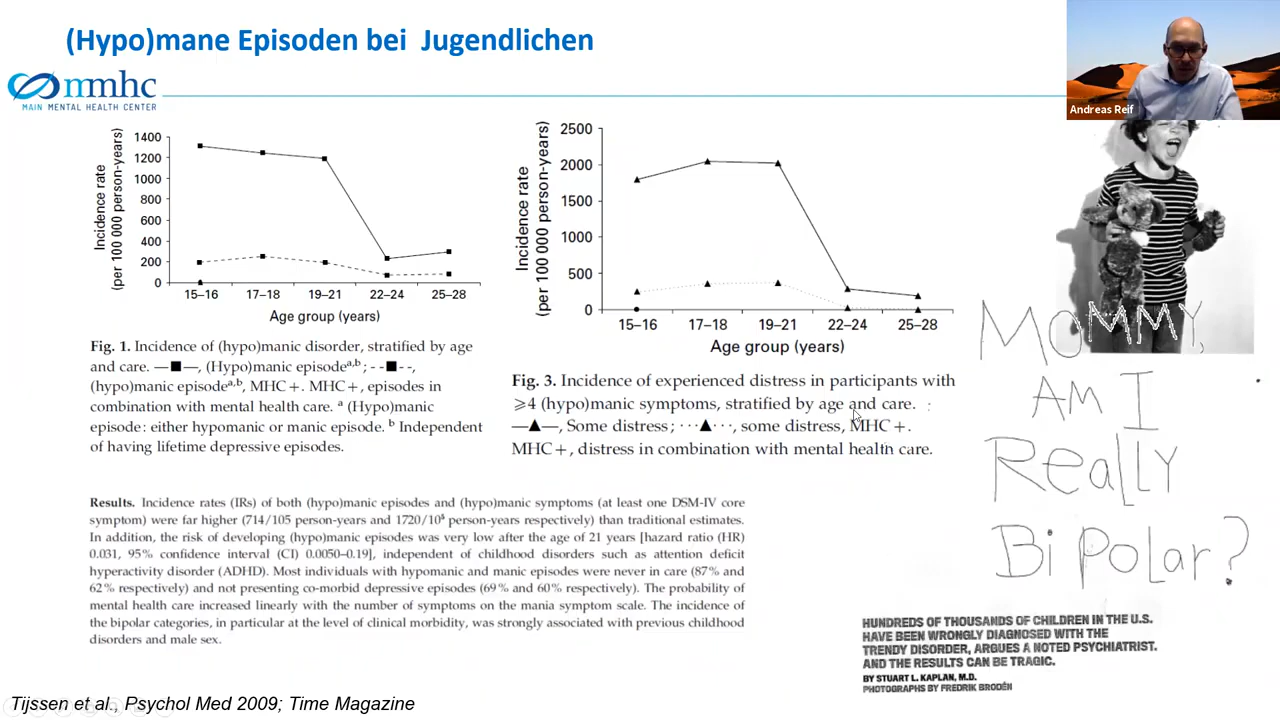 (Hypo)mane Episoden bei Jugendlichen
mmhc
MAIN MENTAL HEALTH CENTER
Andreas Reif
Incidence rate
(per 100 000 person-years)
1400
1200
1000
800
600
400
200
0
15–16 17–18 19–21 22–24 25–28
Age group (years)
Fig. 1. Incidence of (hypo)manic disorder, stratified by age
and care. —■—, (Hypo)manic episodeᵃ,ᵇ; - -■- -,
(hypo)manic episodeᵃ,ᵇ, MHC+. MHC+, episodes in
combination with mental health care. ᵃ (Hypo)manic
episode: either hypomanic or manic episode. ᵇ Independent
of having lifetime depressive episodes.
Incidence rate
(per 100 000 person-years)
2500
2000
1500
1000
500
0
15–16 17–18 19–21 22–24 25–28
Age group (years)
Fig. 3. Incidence of experienced distress in participants with
⩾4 (hypo)manic symptoms, stratified by age and care.
—▲—, Some distress; ···▲···, some distress, MHC+.
MHC+, distress in combination with mental health care.
Results. Incidence rates (IRs) of both (hypo)manic episodes and (hypo)manic symptoms (at least one DSM-IV core
symptom) were far higher (714/105 person-years and 1720/10⁵ person-years respectively) than traditional estimates.
In addition, the risk of developing (hypo)manic episodes was very low after the age of 21 years [hazard ratio (HR)
0.031, 95% confidence interval (CI) 0.0050–0.19], independent of childhood disorders such as attention deficit
hyperactivity disorder (ADHD). Most individuals with hypomanic and manic episodes were never in care (87% and
62% respectively) and not presenting co-morbid depressive episodes (69% and 60% respectively). The probability of
mental health care increased linearly with the number of symptoms on the mania symptom scale. The incidence of
the bipolar categories, in particular at the level of clinical morbidity, was strongly associated with previous childhood
disorders and male sex.
MOMMY,
AM I
ReaLLY
BiPOLar?
HUNDREDS OF THOUSANDS OF CHILDREN IN THE U.S.
HAVE BEEN WRONGLY DIAGNOSED WITH THE
TRENDY DISORDER, ARGUES A NOTED PSYCHIATRIST.
AND THE RESULTS CAN BE TRAGIC.
BY STUART L. KAPLAN, M.D.
PHOTOGRAPHS BY FREDRIK BRODÉN
Tijssen et al., Psychol Med 2009; Time Magazine